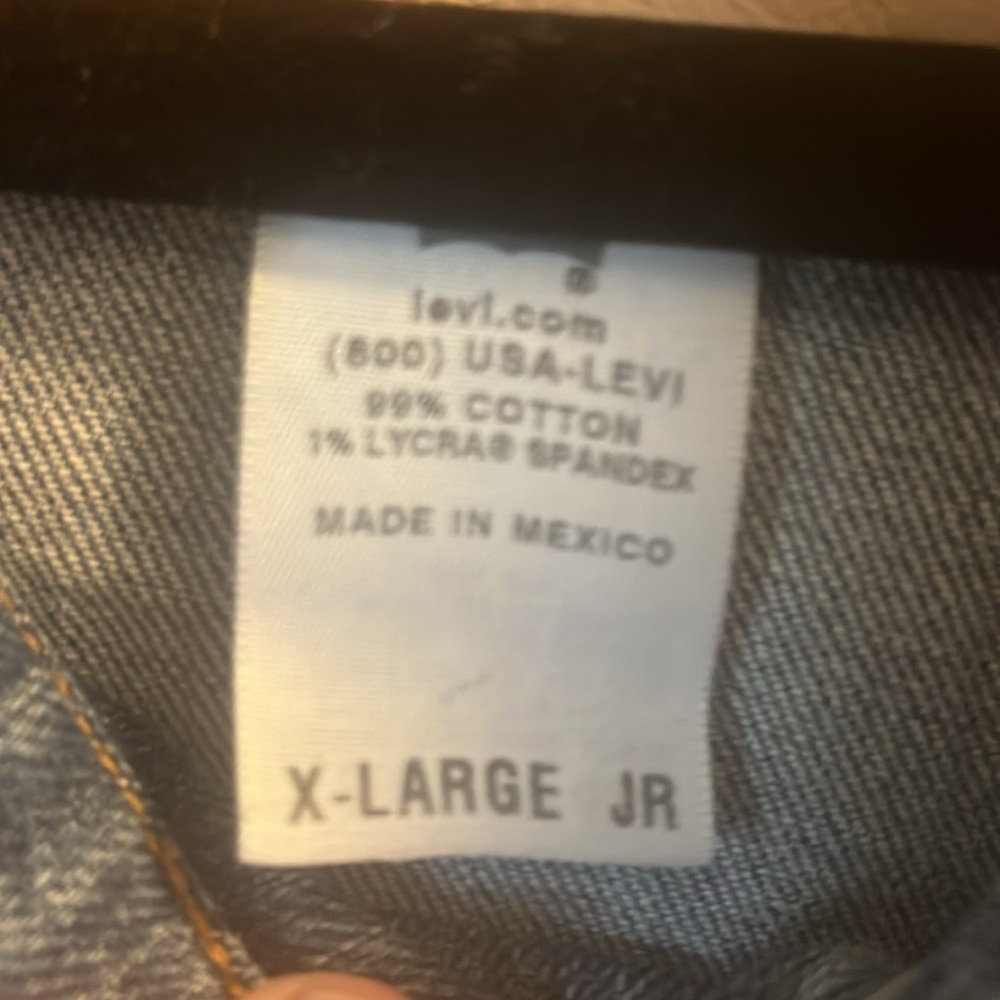 ®
levi.com
(800) USA-LEVI
99% COTTON
1% LYCRA® SPANDEX
MADE IN MEXICO
X-LARGE JR